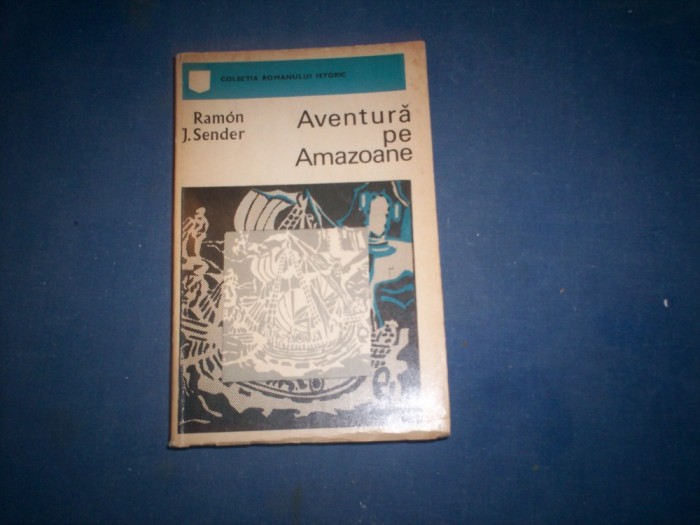 COLECȚIA ROMANULUI ISTORIC
Ramón
J. Sender
Aventură
pe
Amazoane